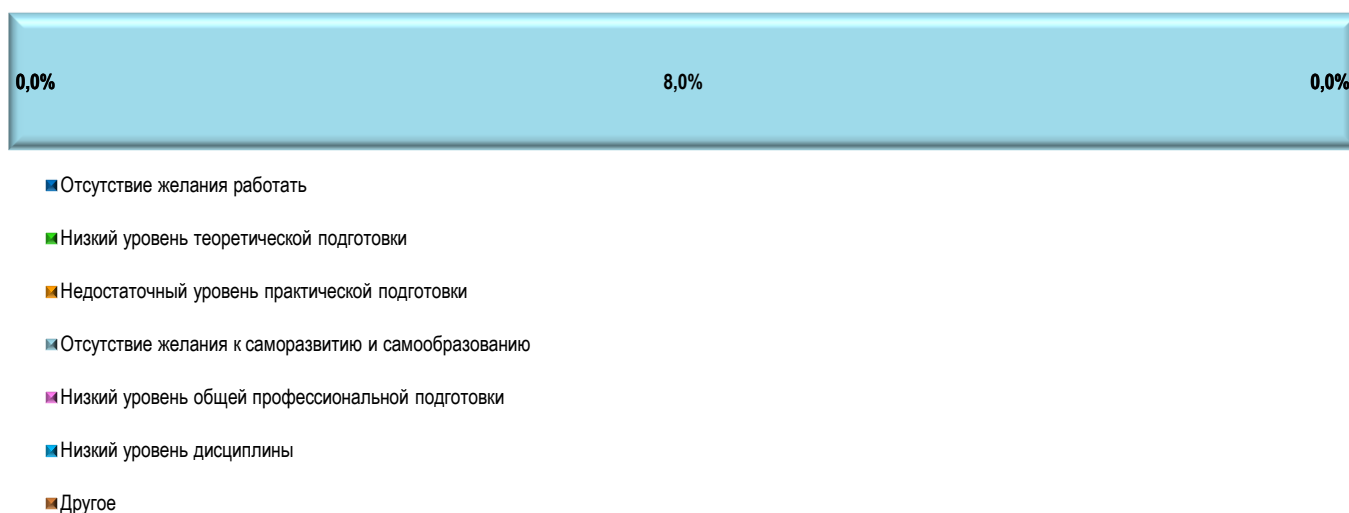 0,0% 8,0% 0,0%
Отсутствие желания работать
Низкий уровень теоретической подготовки
Недостаточный уровень практической подготовки
Отсутствие желания к саморазвитию и самообразованию
Низкий уровень общей профессиональной подготовки
Низкий уровень дисциплины
Другое